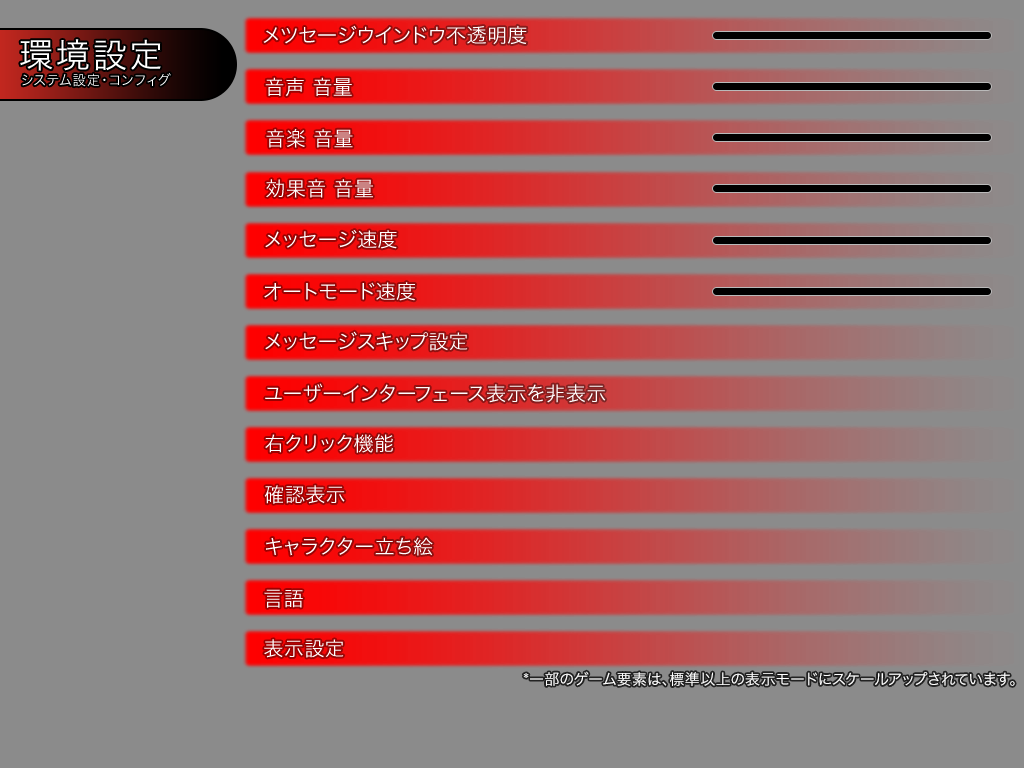 環境設定
システム設定・コンフィグ
メツセージウインドウ不透明度
音声 音量
音楽 音量
効果音 音量
メッセージ速度
オートモード速度
メッセージスキップ設定
ユーザーインターフェース表示を非表示
右クリック機能
確認表示
キャラクター立ち絵
言語
表示設定
*一部のゲーム要素は、標準以上の表示モードにスケールアップされています。